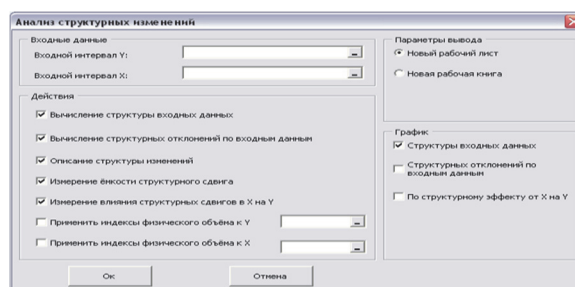 Анализ структурных изменений
Входные данные
Входной интервал Y:
Входной интервал X:
Действия
Вычисление структуры входных данных
Вычисление структурных отклонений по входным данным
Описание структуры изменений
Измерение ёмкости структурного сдвига
Измерение влияния структурных сдвигов в X на Y
Применить индексы физического объёма к Y
Применить индексы физического объёма к X
Ок
Отмена
Параметры вывода
Новый рабочий лист
Новая рабочая книга
График
Структуры входных данных
Структурных отклонений по
входным данным
По структурному эффекту от X на Y